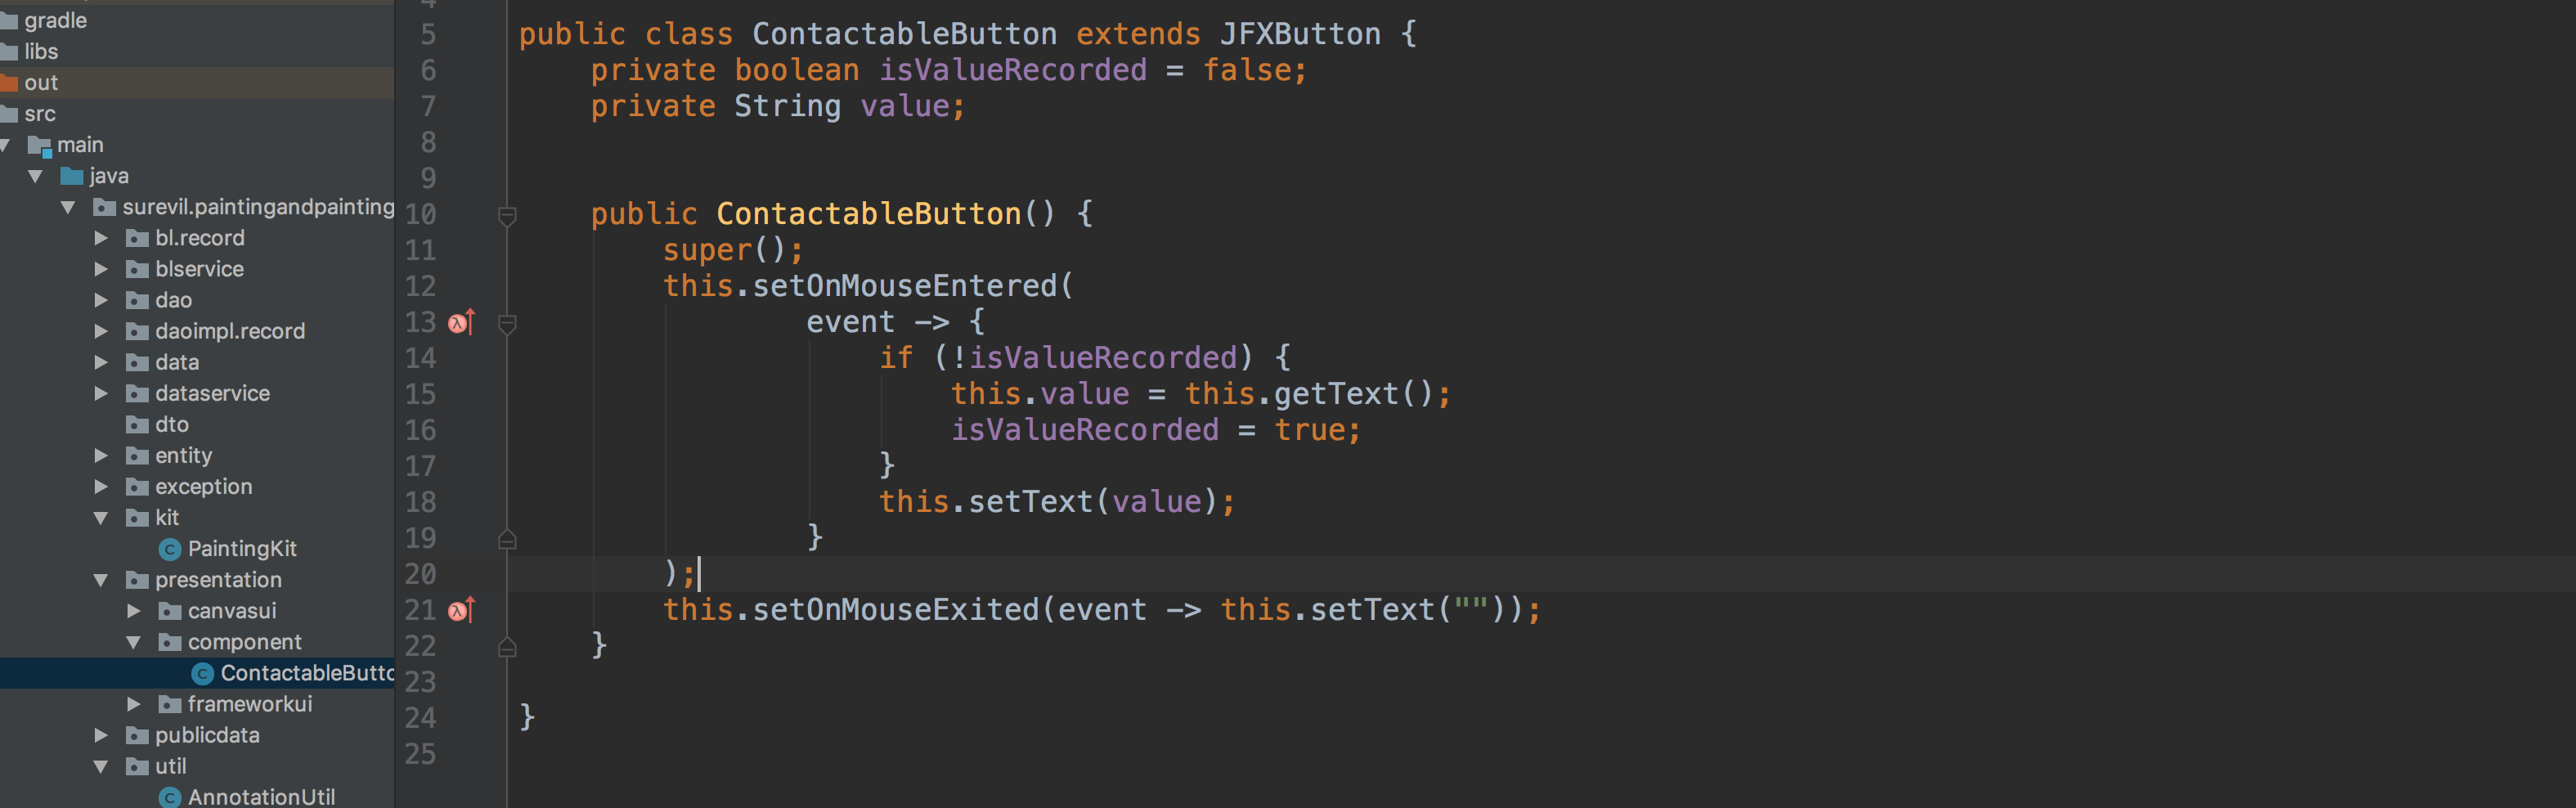 gradle
libs
out
src
main
java
surevil.paintingandpainting
bl.record
blservice
dao
daoimpl.record
data
dataservice
dto
entity
exception
kit
PaintingKit
presentation
canvasui
component
ContactableButto
frameworkui
publicdata
util
AnnotationUtil
4
5 public class ContactableButton extends JFXButton {
6 private boolean isValueRecorded = false;
7 private String value;
8
9
10 public ContactableButton() {
11 super();
12 this.setOnMouseEntered(
13 event -> {
14 if (!isValueRecorded) {
15 this.value = this.getText();
16 isValueRecorded = true;
17 }
18 this.setText(value);
19 }
20 );
21 this.setOnMouseExited(event -> this.setText(""));
22 }
23
24 }
25